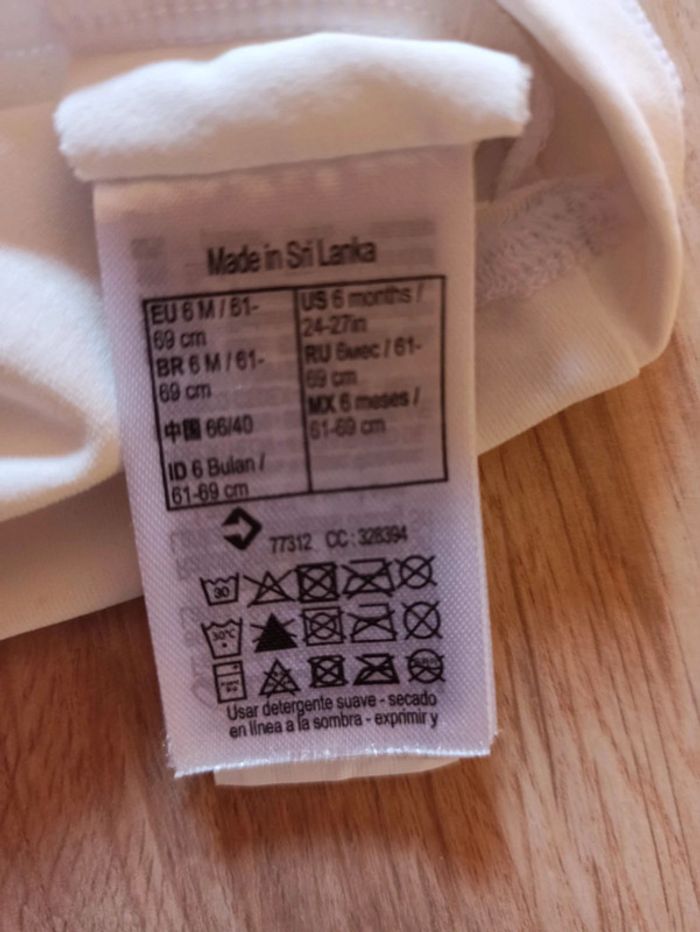 Made in Sri Lanka
EU 6 M / 61-
69 cm
BR 6 M / 61-
69 cm
中国 66/40
ID 6 Bulan /
61-69 cm
US 6 months /
24-27in
RU 6мес / 61-
69 cm
MX 6 meses /
61-69 cm
77312 CC : 328394
30
30°C
Usar detergente suave - secado
en línea a la sombra - exprimir y